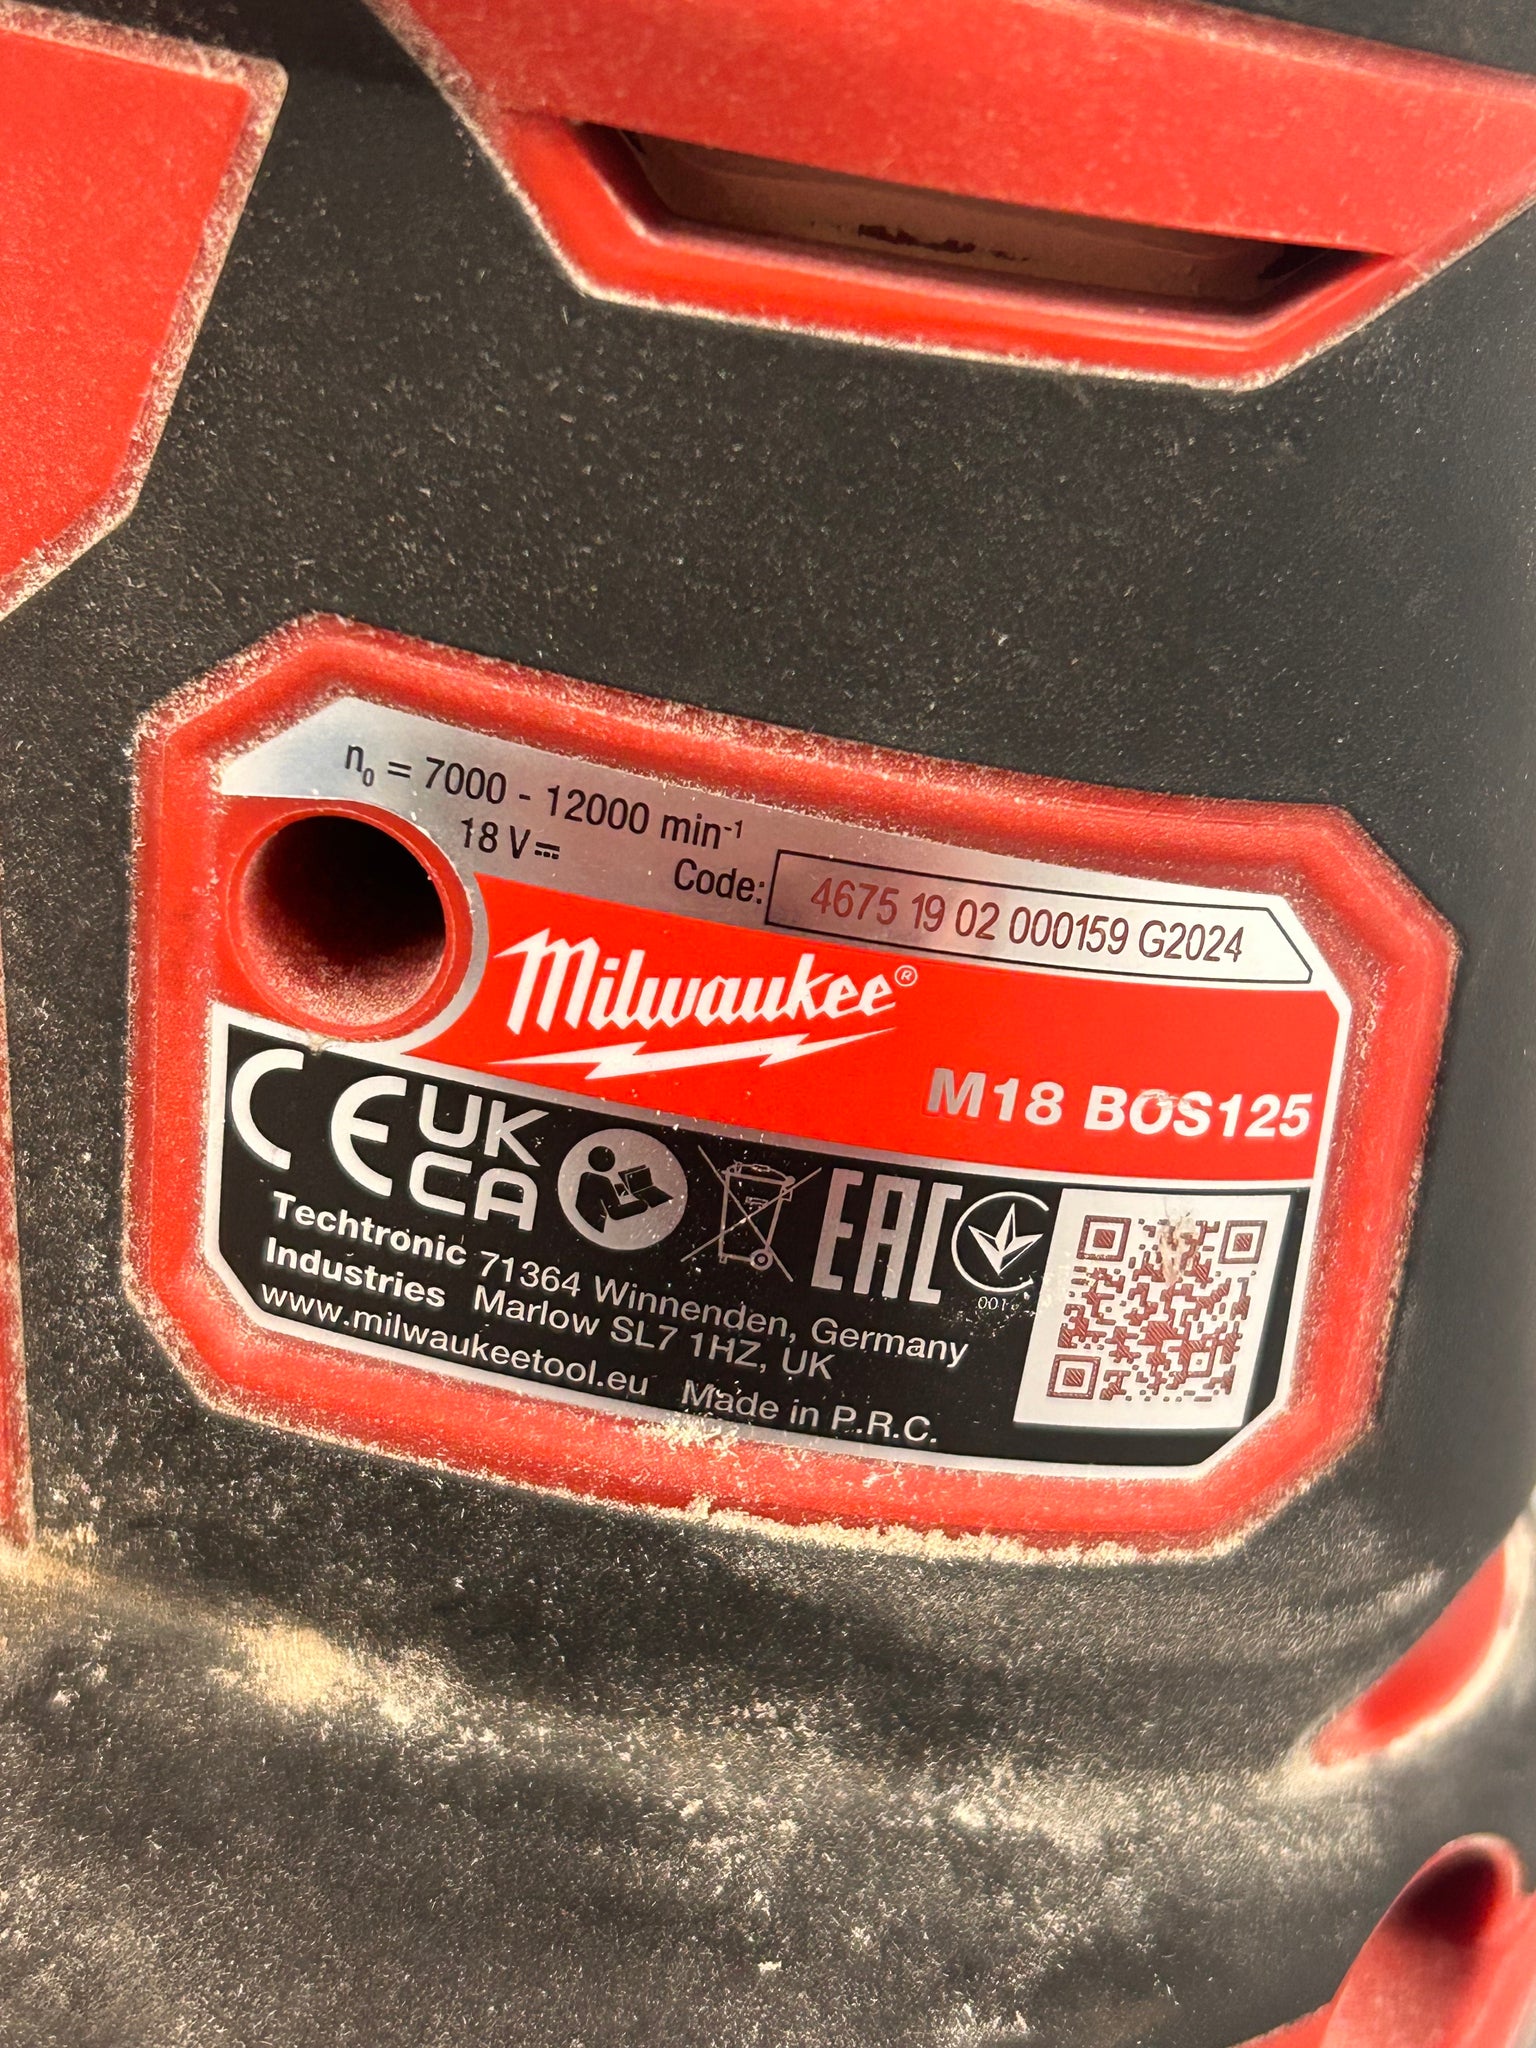 n₀ = 7000 - 12000 min⁻¹
18 V⎓
Code: 4675 19 02 000159 G2024
Milwaukee®
M18 BOS125
CE UK CA EAC
Techtronic 71364 Winnenden, Germany
Industries Marlow SL7 1HZ, UK
www.milwaukeetool.eu Made in P.R.C.